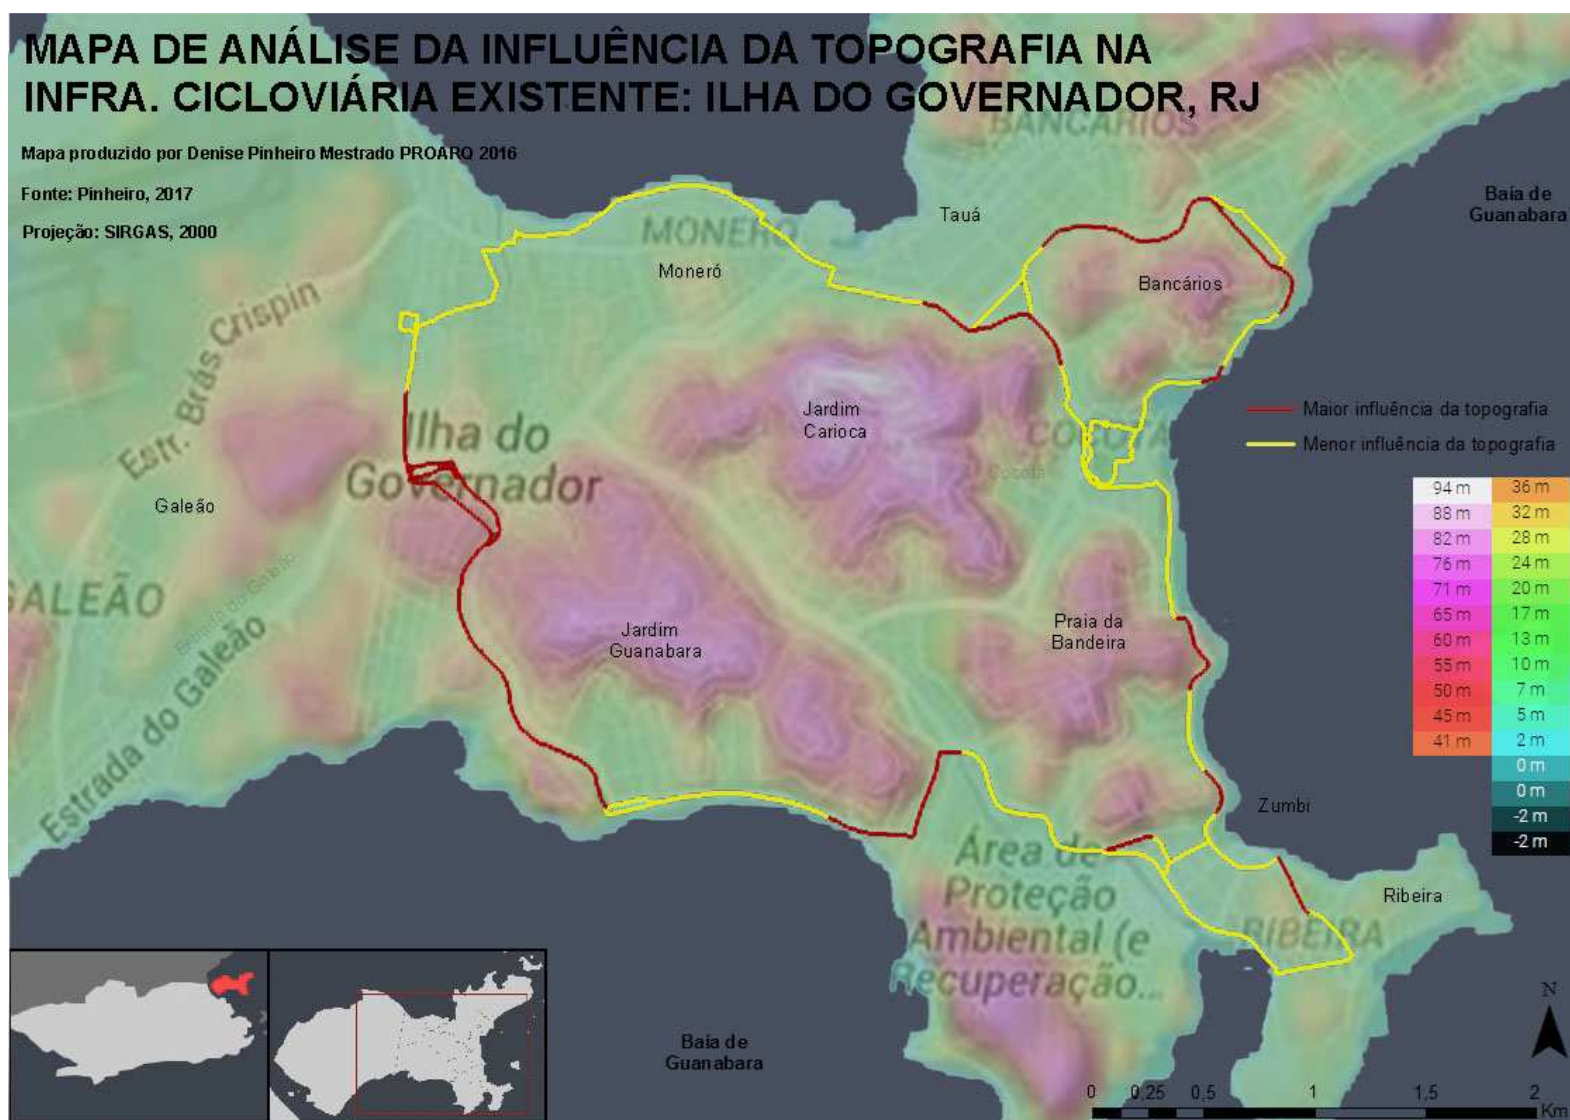 MAPA DE ANÁLISE DA INFLUÊNCIA DA TOPOGRAFIA NA
INFRA. CICLOVIÁRIA EXISTENTE: ILHA DO GOVERNADOR, RJ
Mapa produzido por Denise Pinheiro Mestrado PROARQ 2016
Fonte: Pinheiro, 2017
Projeção: SIRGAS, 2000
BANCÁRIOS
Baía de
Guanabara
Tauá
MONERÓ
Moneró
Bancários
Estr. Brás Crispin
Jardim
Carioca
Maior influência da topografia
Menor influência da topografia
Ilha do
Governador
COCOTÁ
Cocotá
Galeão
GALEÃO
Estrada do Galeão
Estrada do Galeão
Jardim
Guanabara
Praia da
Bandeira
94 m 36 m
88 m 32 m
82 m 28 m
76 m 24 m
71 m 20 m
65 m 17 m
60 m 13 m
55 m 10 m
50 m 7 m
45 m 5 m
41 m 2 m
0 m
0 m
-2 m
-2 m
Zumbi
Área de
Proteção
Ambiental (e
Recuperação...
Ribeira
RIBEIRA
Baía de
Guanabara
N
0 0,25 0,5 1 1,5 2
Km